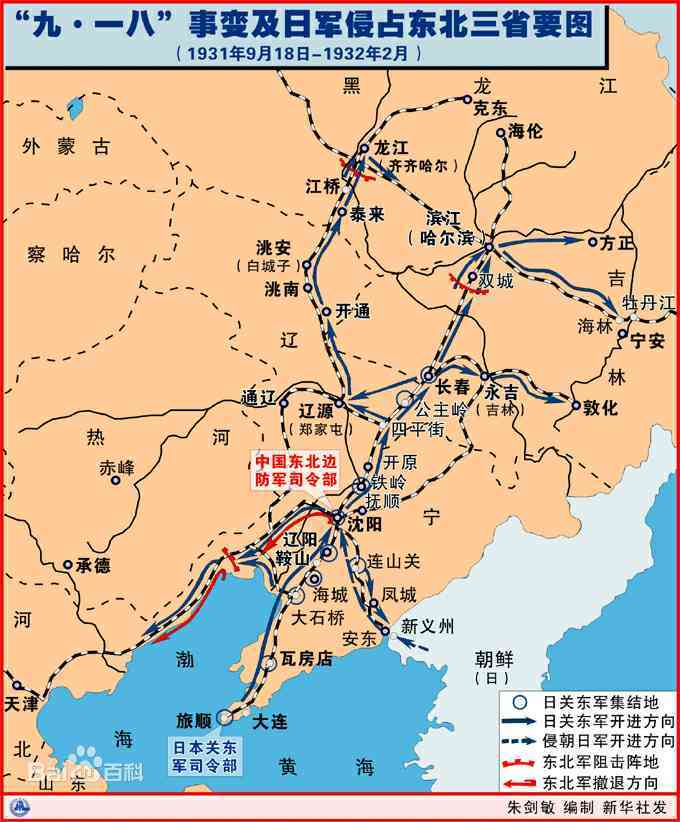 “九·一八”事变及日军侵占东北三省要图
（1931年9月18日－1932年2月）
黑
龙
江
克东
海伦
外蒙古
龙江
（齐齐哈尔）
江桥
泰来
滨江
（哈尔滨）
方正
察哈尔
洮安
（白城子）
双城
吉
洮南
开通
牡丹江
海林
宁安
辽
林
长春
永吉
（吉林）
通辽
辽源
（郑家屯）
公主岭
敦化
四平街
热
河
中国东北边
防军司令部
开原
赤峰
铁岭
抚顺
沈阳
宁
辽阳
鞍山
连山关
承德
海城
凤城
大石桥
河
安东
新义州
渤
瓦房店
朝鲜
（日）
天津
旅顺
大连
海
日本关东
军司令部
北
黄海
山东
Baidu百科
日关东军集结地
日关东军开进方向
侵朝日军开进方向
东北军阻击阵地
东北军撤退方向
朱剑敏 编制 新华社发